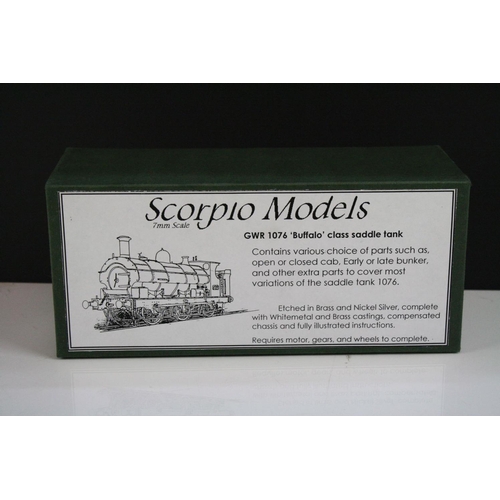 Scorpio Models
7mm Scale
GWR 1076 'Buffalo' class saddle tank
Contains various choice of parts such as,
open or closed cab, Early or late bunker,
and other extra parts to cover most
variations of the saddle tank 1076.
Etched in Brass and Nickel Silver, complete
with Whitemetal and Brass castings, compensated
chassis and fully illustrated instructions.
Requires motor, gears, and wheels to complete.